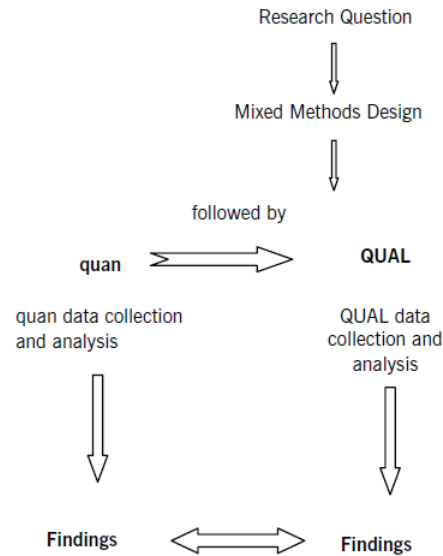 Research Question
Mixed Methods Design
followed by
quan
QUAL
quan data collection
and analysis
QUAL data
collection and
analysis
Findings
Findings